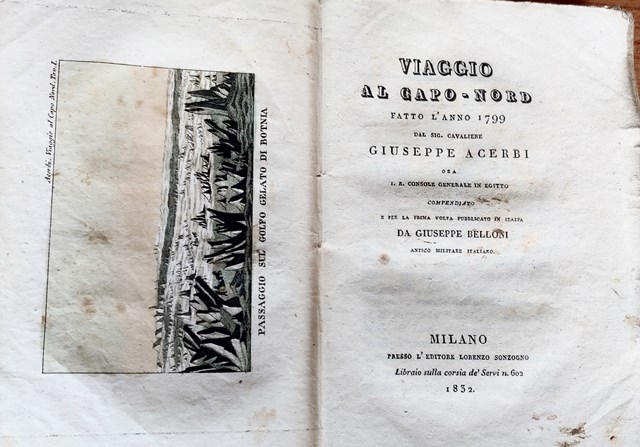 Acerbi. Viaggio al Capo Nord. Tav. I.
PASSAGGIO SUL GOLFO GELATO DI BOTNIA
VIAGGIO
AL CAPO-NORD
FATTO L'ANNO 1799
DAL SIG. CAVALIERE
GIUSEPPE ACERBI
ORA
I. R. CONSOLE GENERALE IN EGITTO
COMPENDIATO
E PER LA PRIMA VOLTA PUBBLICATO IN ITALIA
DA GIUSEPPE BELLONI
ANTICO MILITARE ITALIANO.
MILANO
PRESSO L'EDITORE LORENZO SONZOGNO
Libraio sulla corsia de' Servi n. 602
1832.